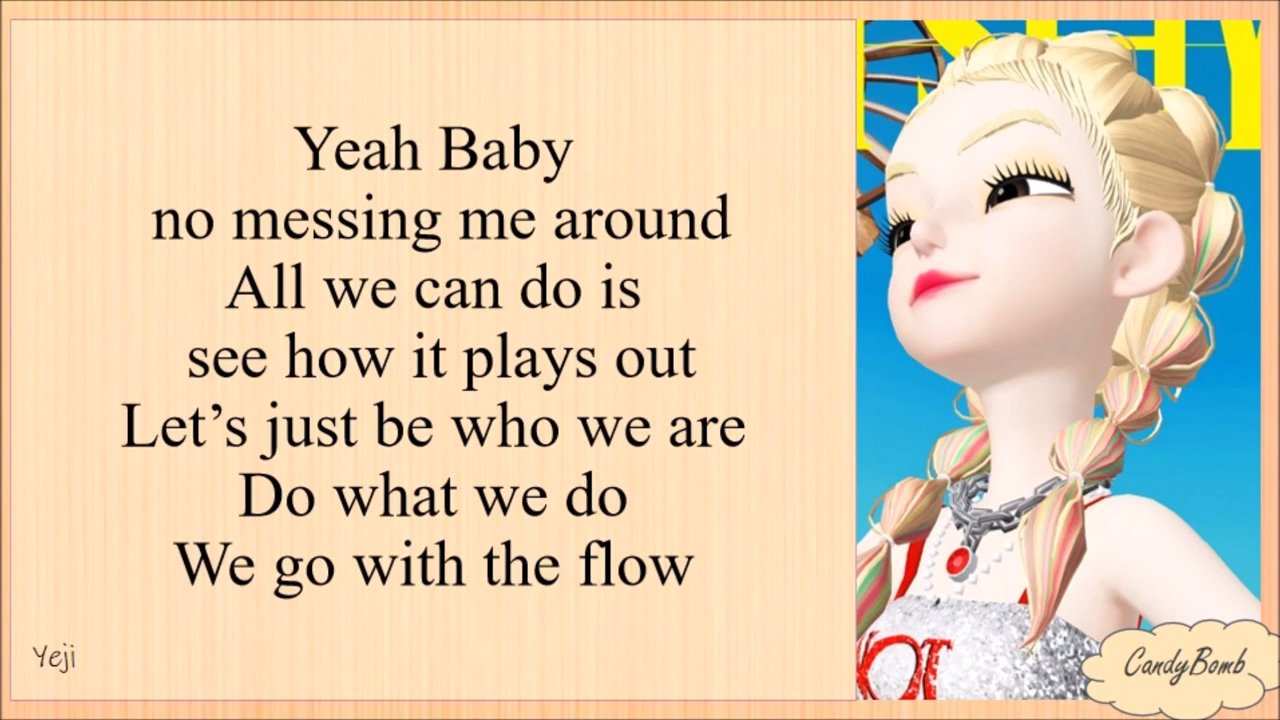 Yeah Baby
no messing me around
All we can do is
see how it plays out
Let's just be who we are
Do what we do
We go with the flow
Yeji
CandyBomb